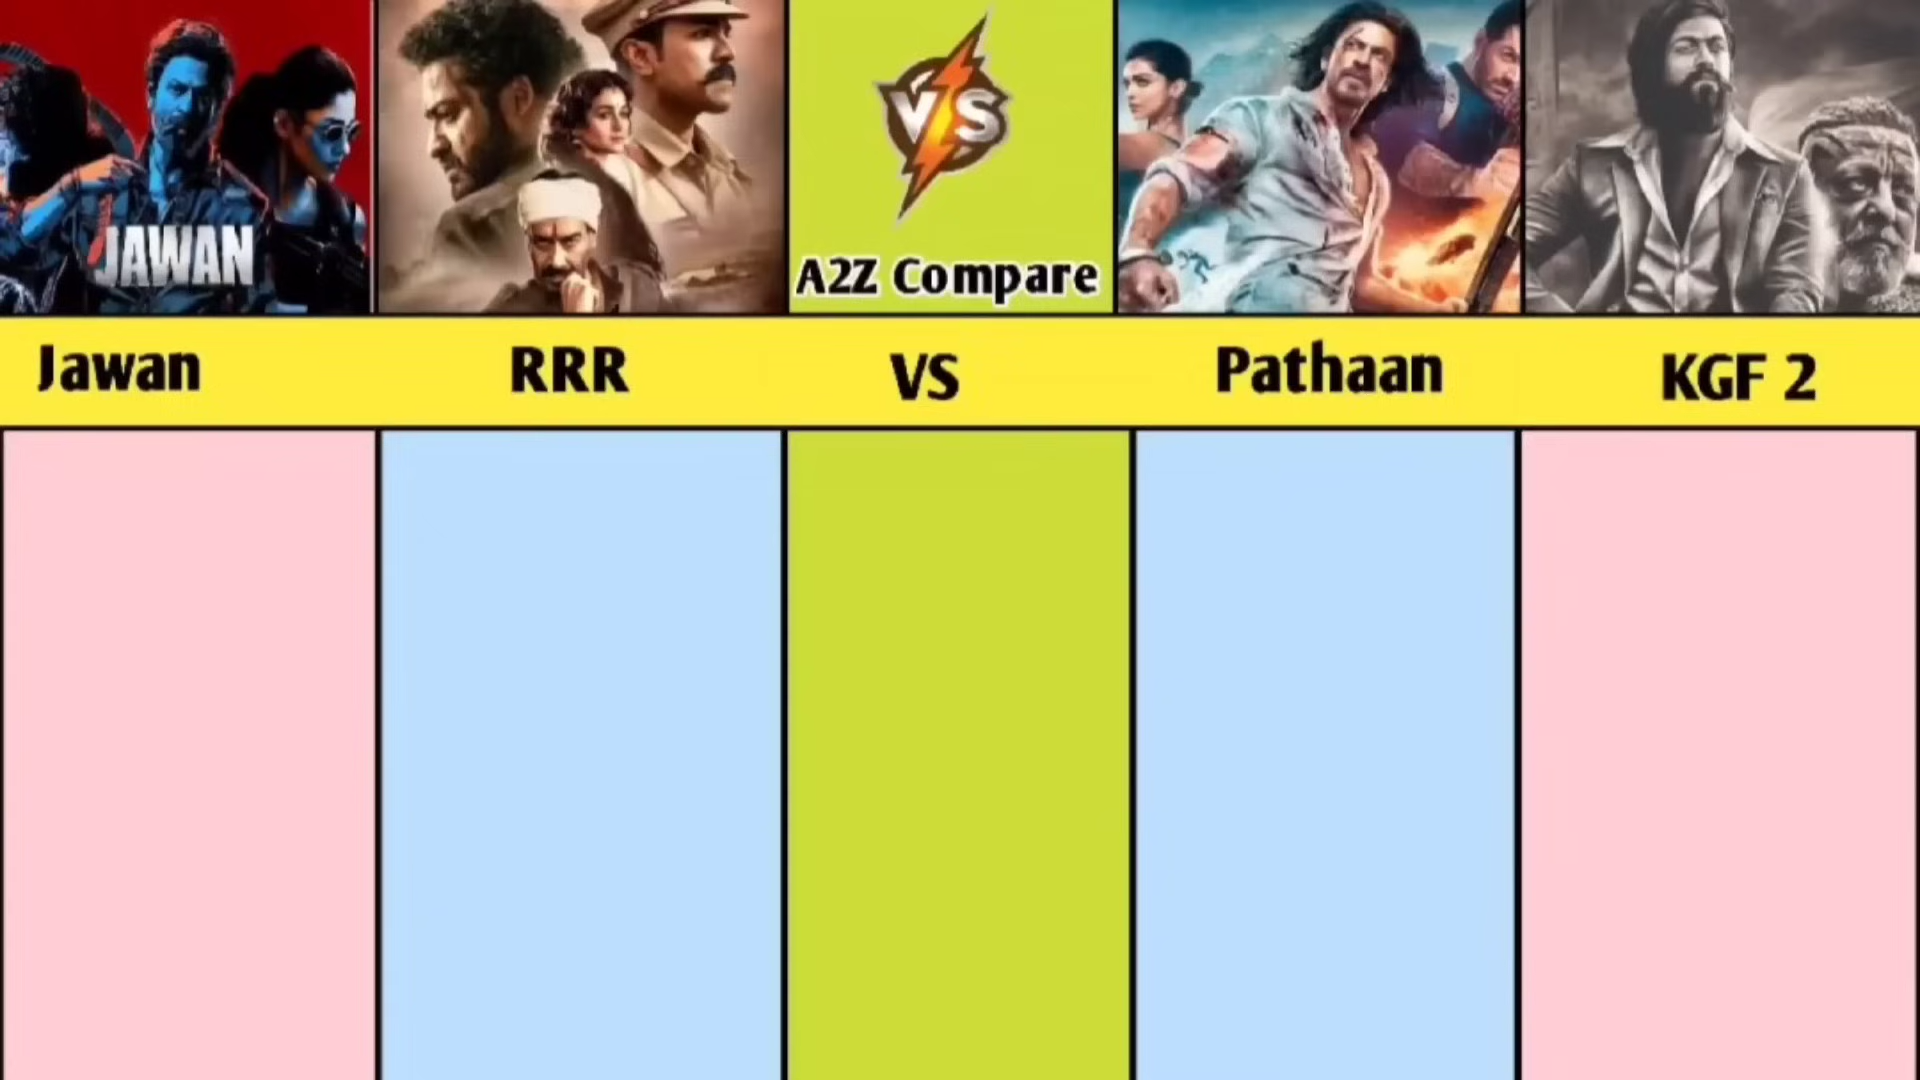 JAWAN
VS
A2Z Compare
Jawan
RRR
VS
Pathaan
KGF 2